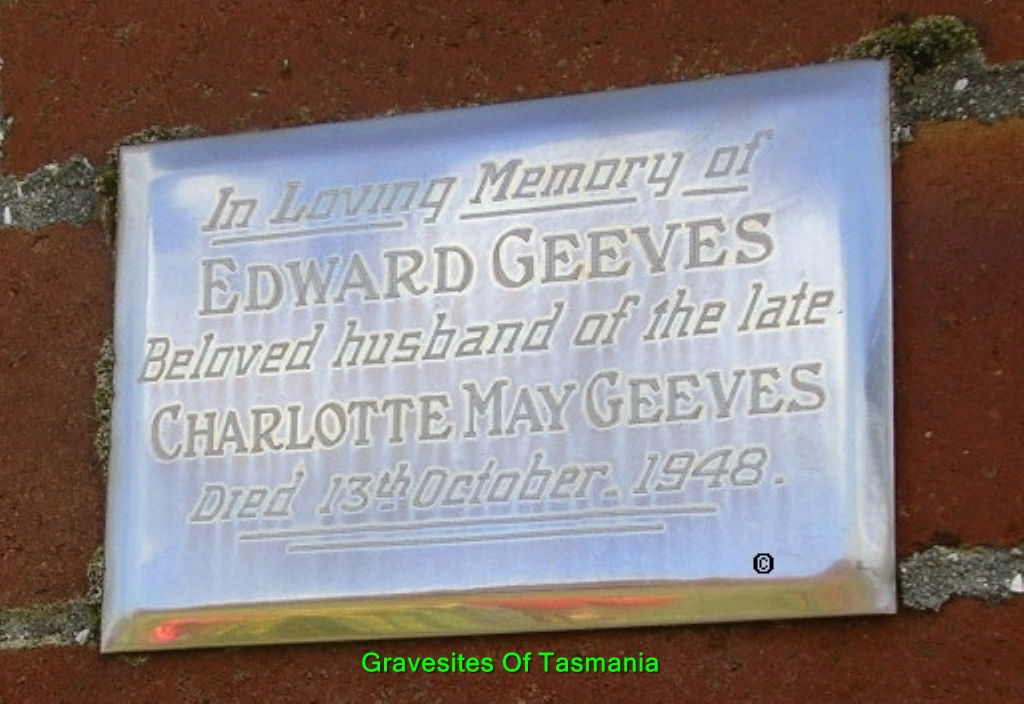 In Loving Memory of
EDWARD GEEVES
Beloved husband of the late
CHARLOTTE MAY GEEVES
Died 13th October. 1948.
©
Gravesites Of Tasmania